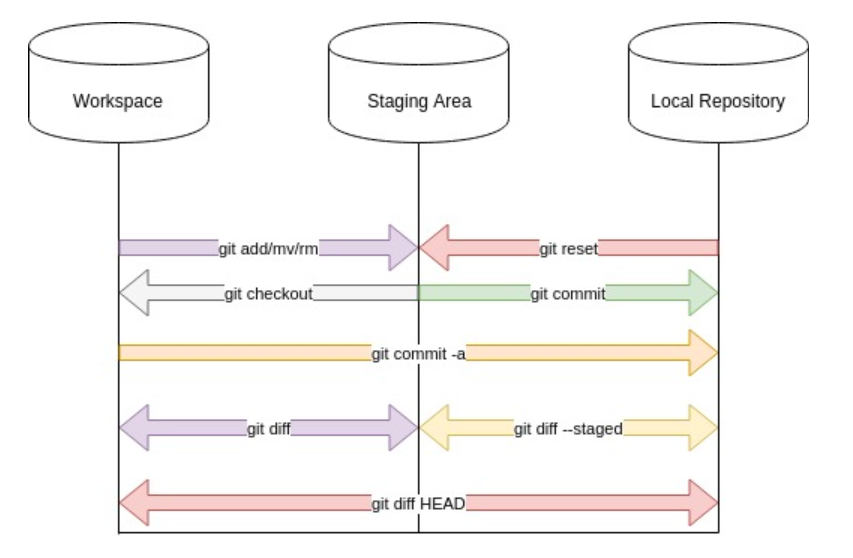 Workspace
Staging Area
Local Repository
git add/mv/rm
git reset
git checkout
git commit
git commit -a
git diff
git diff --staged
git diff HEAD